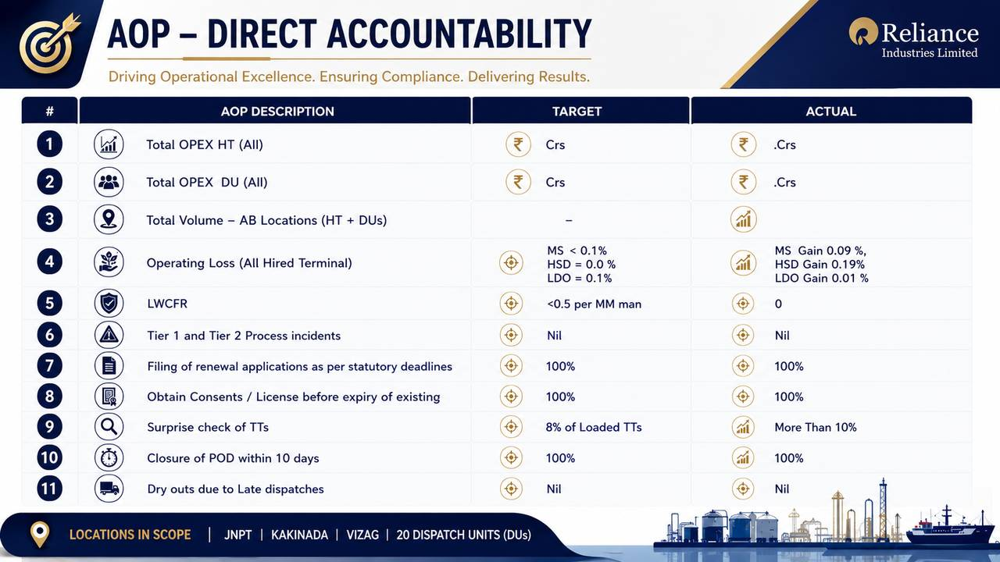 AOP – DIRECT ACCOUNTABILITY
Driving Operational Excellence. Ensuring Compliance. Delivering Results.
Reliance
Industries Limited
# AOP DESCRIPTION TARGET ACTUAL
1 Total OPEX HT (All) ₹ Crs ₹ .Crs
2 Total OPEX DU (All) ₹ Crs ₹ .Crs
3 Total Volume – AB Locations (HT + DUs) –
4 Operating Loss (All Hired Terminal)
MS < 0.1%
HSD = 0.0 %
LDO = 0.1%
MS Gain 0.09 %,
HSD Gain 0.19%
LDO Gain 0.01 %
5 LWCFR <0.5 per MM man 0
6 Tier 1 and Tier 2 Process incidents Nil Nil
7 Filing of renewal applications as per statutory deadlines 100% 100%
8 Obtain Consents / License before expiry of existing 100% 100%
9 Surprise check of TTs 8% of Loaded TTs More Than 10%
10 Closure of POD within 10 days 100% 100%
11 Dry outs due to Late dispatches Nil Nil
LOCATIONS IN SCOPE | JNPT | KAKINADA | VIZAG | 20 DISPATCH UNITS (DUs)